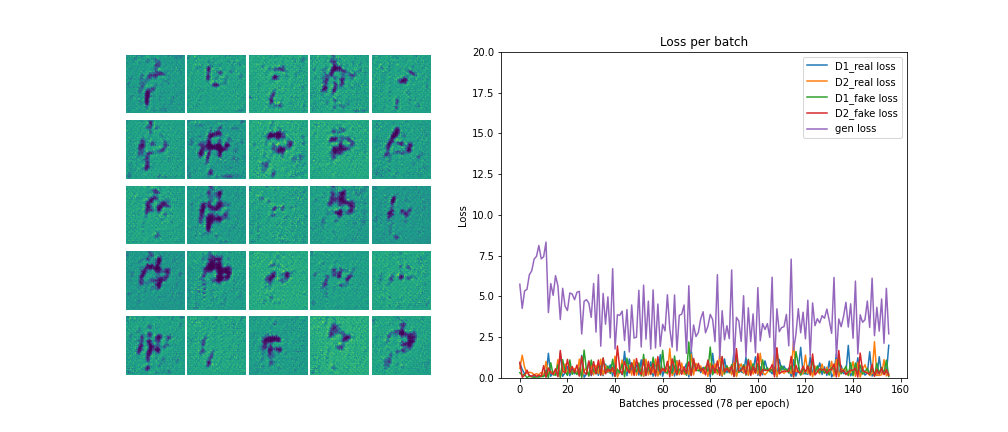 Loss per batch
20.0
17.5
15.0
12.5
10.0
7.5
5.0
2.5
0.0
Loss
D1_real loss
D2_real loss
D1_fake loss
D2_fake loss
gen loss
0 20 40 60 80 100 120 140 160
Batches processed (78 per epoch)